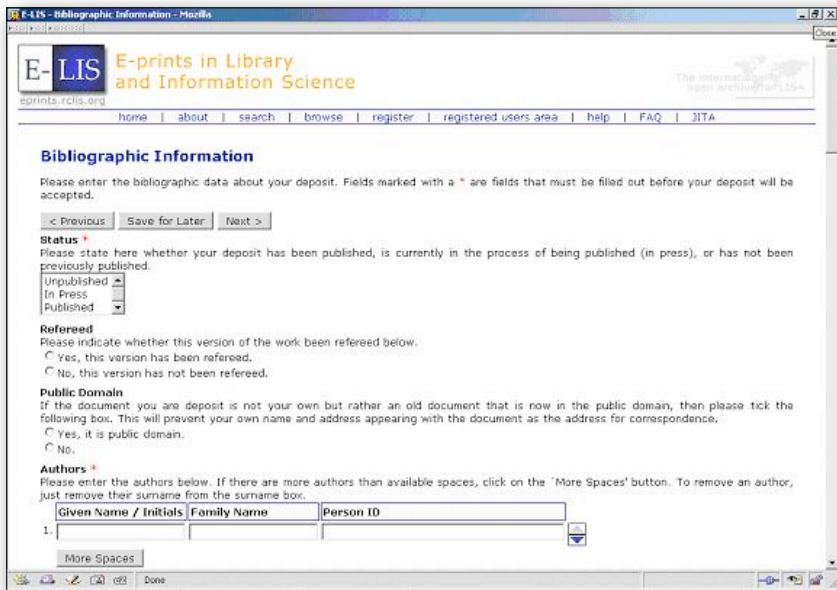 E-LIS - Bibliographic Information - Mozilla
Close
E-LIS
E-prints in Library
and Information Science
eprints.rclis.org
The international
open archive for LIS
home | about | search | browse | register | registered users area | help | FAQ | JITA
Bibliographic Information
Please enter the bibliographic data about your deposit. Fields marked with a * are fields that must be filled out before your deposit will be
accepted.
< Previous Save for Later Next >
Status *
Please state here whether your deposit has been published, is currently in the process of being published (in press), or has not been
previously published.
Unpublished
In Press
Published
Refereed
Please indicate whether this version of the work been refereed below.
Yes, this version has been refereed.
No, this version has not been refereed.
Public Domain
If the document you are deposit is not your own but rather an old document that is now in the public domain, then please tick the
following box. This will prevent your own name and address appearing with the document as the address for correspondence.
Yes, it is public domain.
No.
Authors *
Please enter the authors below. If there are more authors than available spaces, click on the `More Spaces' button. To remove an author,
just remove their surname from the surname box.
Given Name / Initials Family Name Person ID
1.
More Spaces
Done